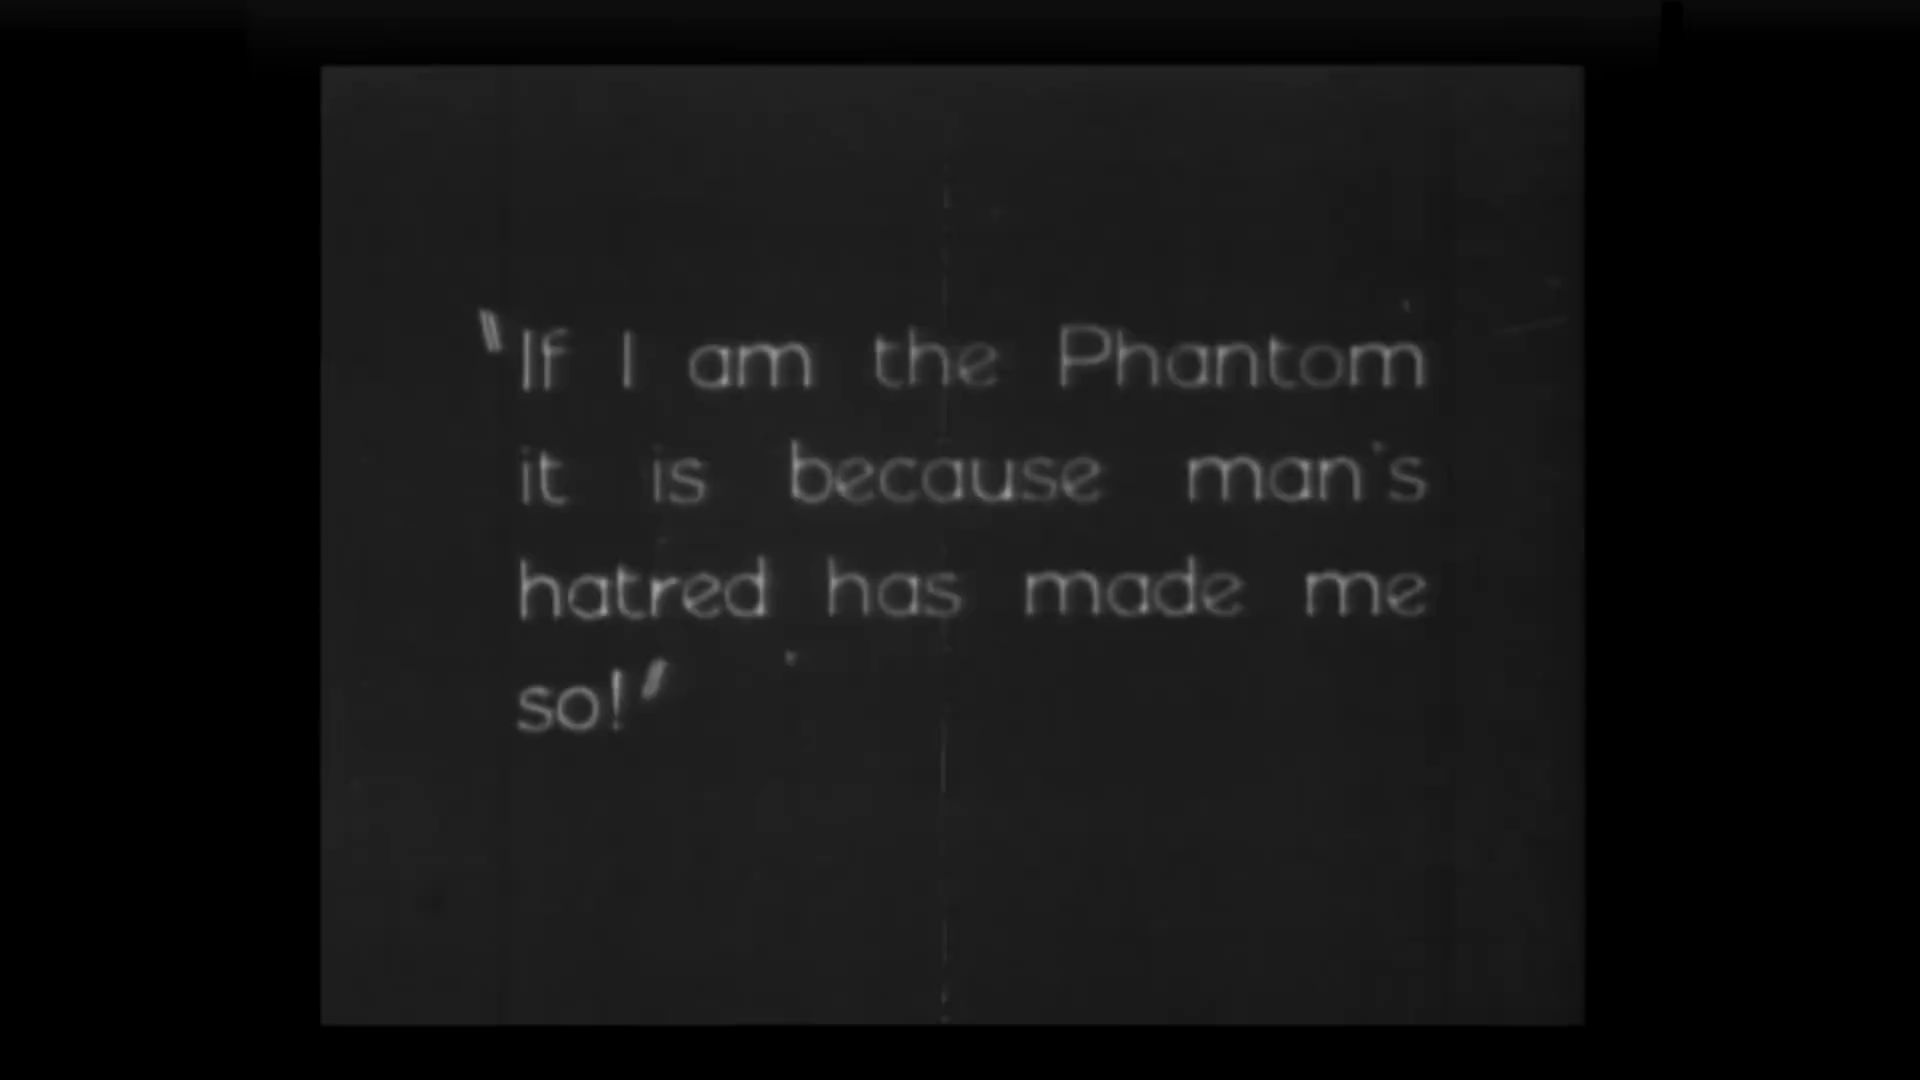 "If I am the Phantom
it is because man's
hatred has made me
so!"